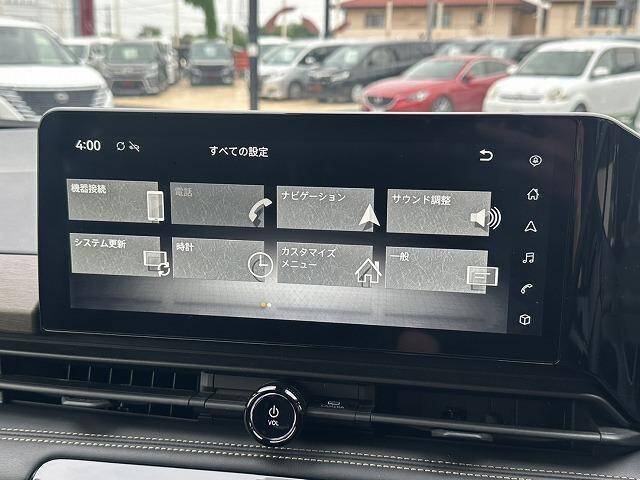 4:00
すべての設定
機器接続
電話
ナビゲーション
サウンド調整
システム更新
時計
カスタマイズ
メニュー
一般
VOL
CAMERA